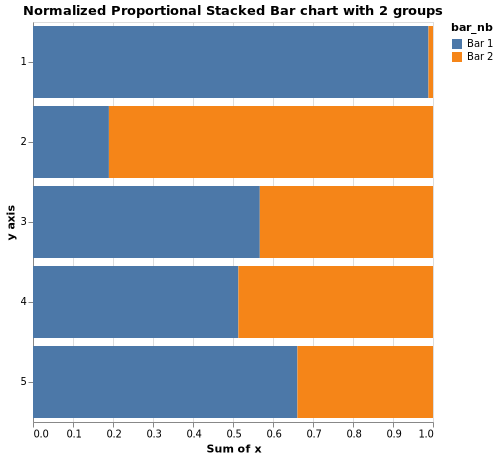 Normalized Proportional Stacked Bar chart with 2 groups
bar_nb
Bar 1
Bar 2
1
2
3
4
5
y axis
0.0 0.1 0.2 0.3 0.4 0.5 0.6 0.7 0.8 0.9 1.0
Sum of x